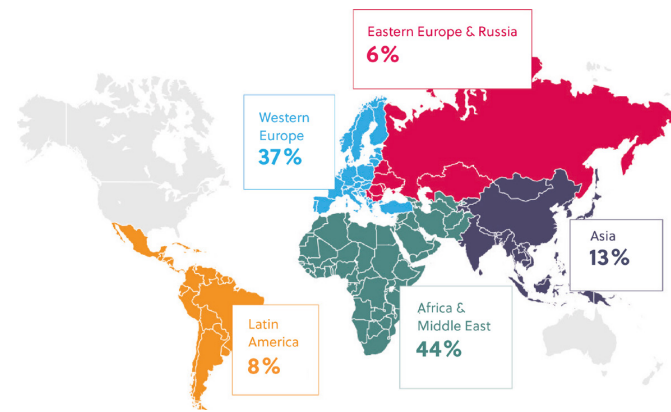 Eastern Europe & Russia
6%
Western
Europe
37%
Asia
13%
Africa &
Middle East
44%
Latin
America
8%